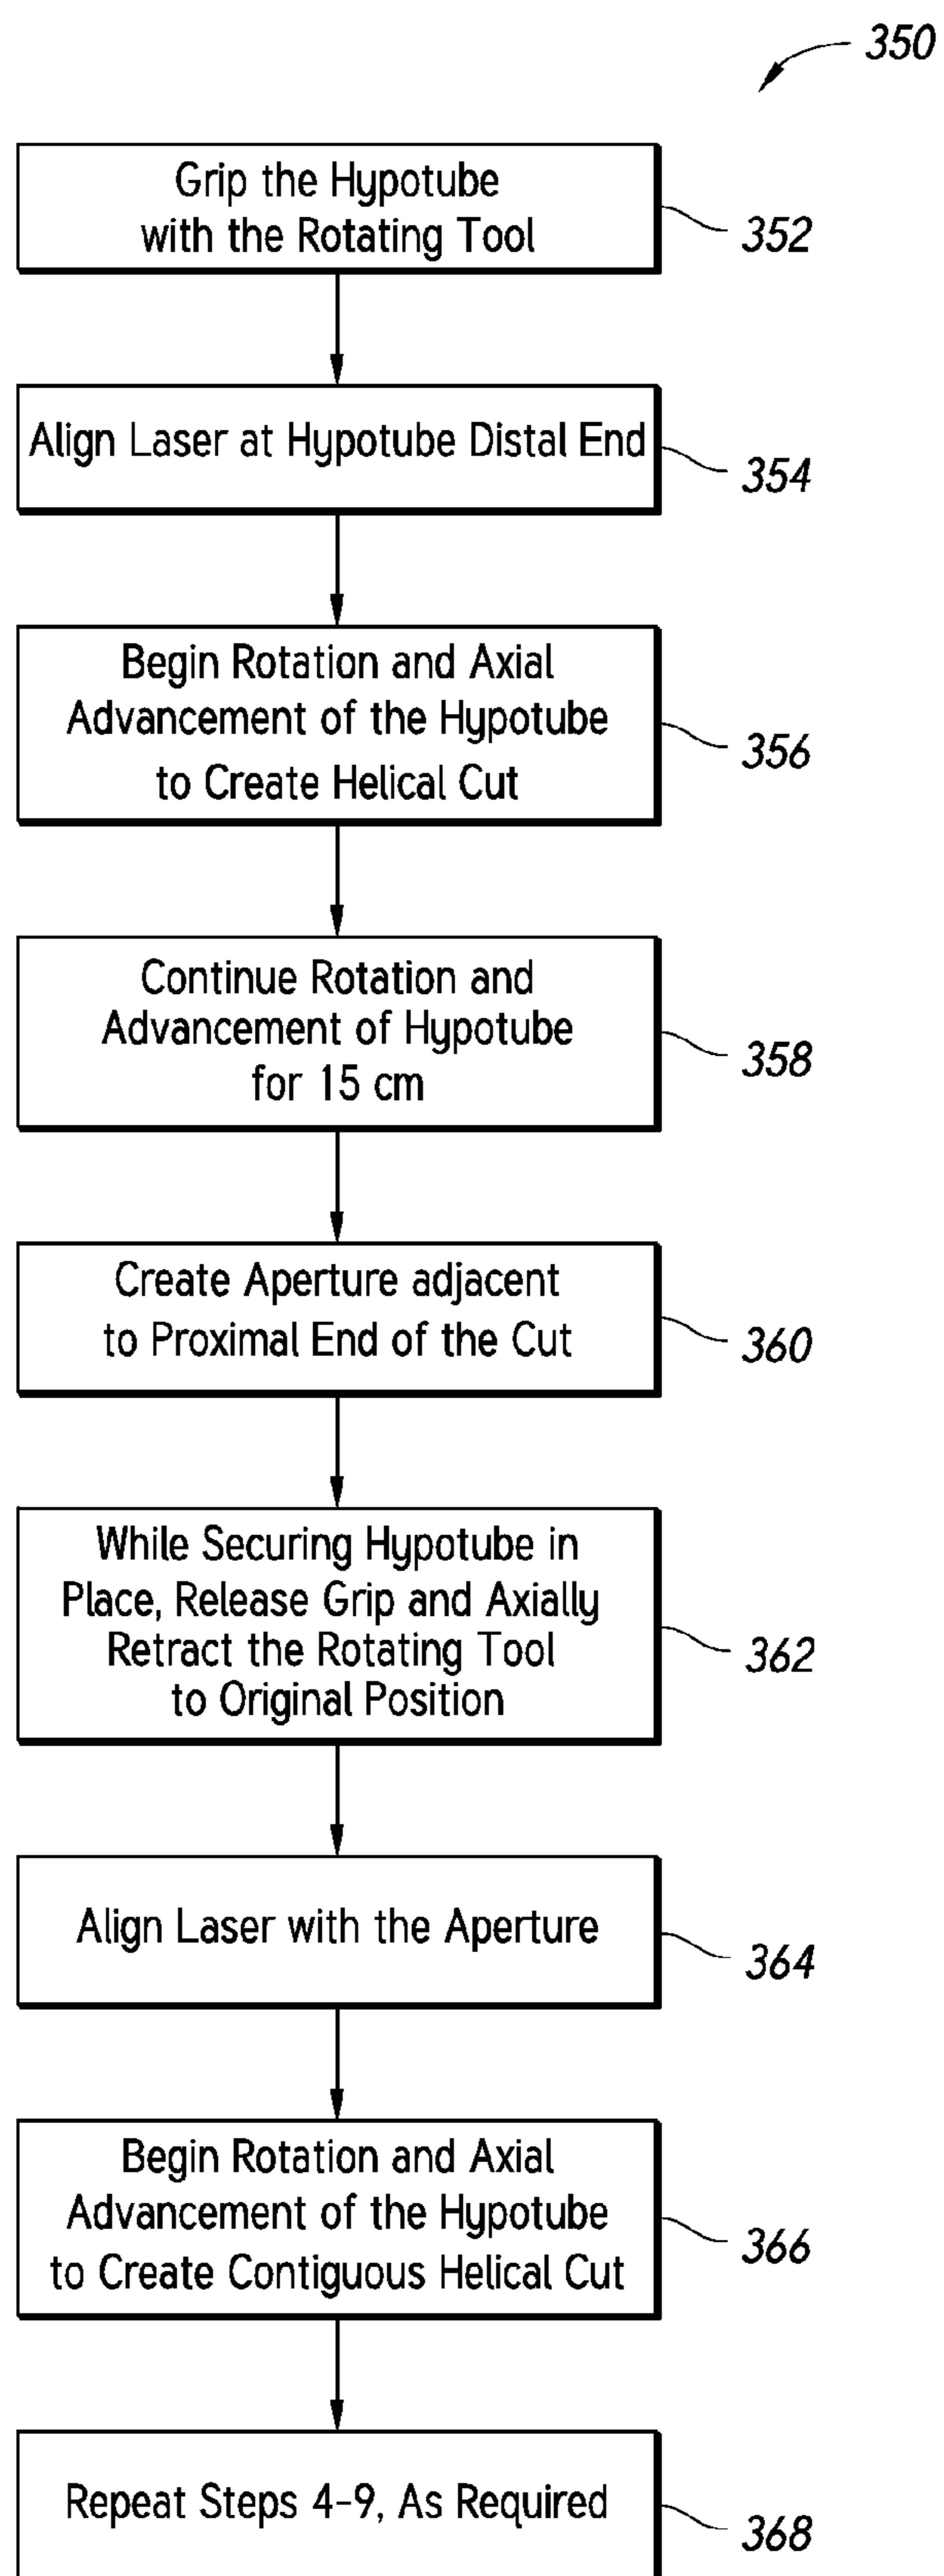 350
Grip the Hypotube
with the Rotating Tool
352
Align Laser at Hypotube Distal End
354
Begin Rotation and Axial
Advancement of the Hypotube
to Create Helical Cut
356
Continue Rotation and
Advancement of Hypotube
for 15 cm
358
Create Aperture adjacent
to Proximal End of the Cut
360
While Securing Hypotube in
Place, Release Grip and Axially
Retract the Rotating Tool
to Original Position
362
Align Laser with the Aperture
364
Begin Rotation and Axial
Advancement of the Hypotube
to Create Contiguous Helical Cut
366
Repeat Steps 4-9, As Required
368